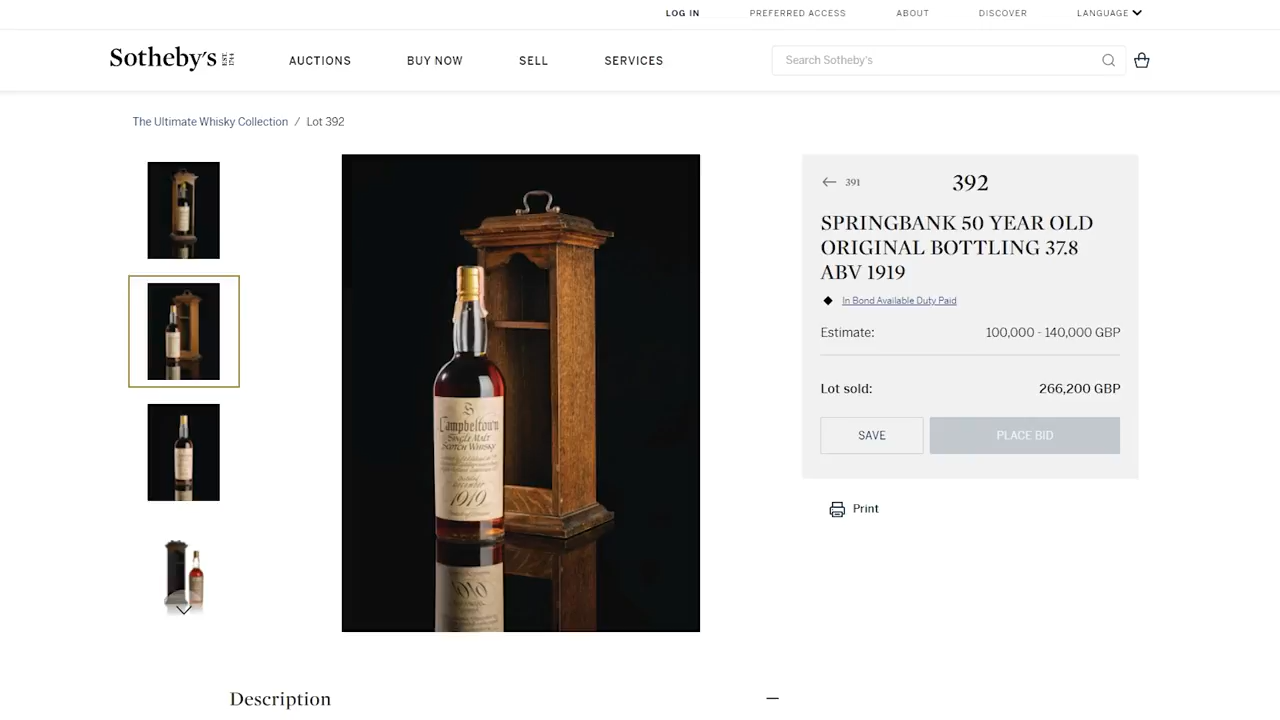 LOG IN
PREFERRED ACCESS
ABOUT
DISCOVER
LANGUAGE
Sotheby's EST. 1744
AUCTIONS
BUY NOW
SELL
SERVICES
Search Sotheby's
The Ultimate Whisky Collection / Lot 392
391
392
SPRINGBANK 50 YEAR OLD
ORIGINAL BOTTLING 37.8
ABV 1919
In Bond Available Duty Paid
Estimate: 100,000 - 140,000 GBP
Lot sold: 266,200 GBP
SAVE
PLACE BID
Print
S
Campbeltown
SINGLE MALT
SCOTCH WHISKY
1919
Description